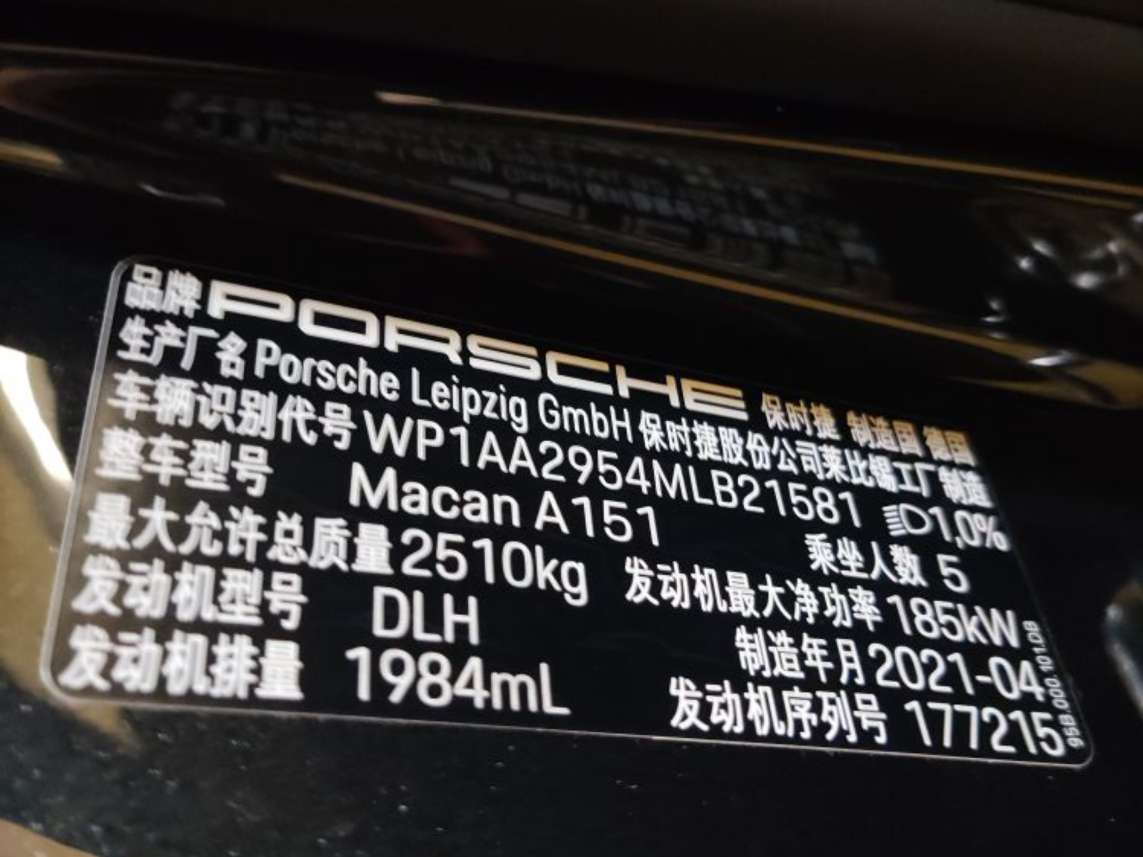 品牌 PORSCHE 保时捷 制造国 德国
生产厂名 Porsche Leipzig GmbH 保时捷股份公司莱比锡工厂制造
车辆识别代号 WP1AA2954MLB21581 1,0%
整车型号 Macan A151 乘坐人数 5
最大允许总质量 2510kg 发动机最大净功率 185kW
发动机型号 DLH 制造年月 2021-04
发动机排量 1984mL 发动机序列号 177215
95B.000.101.DB